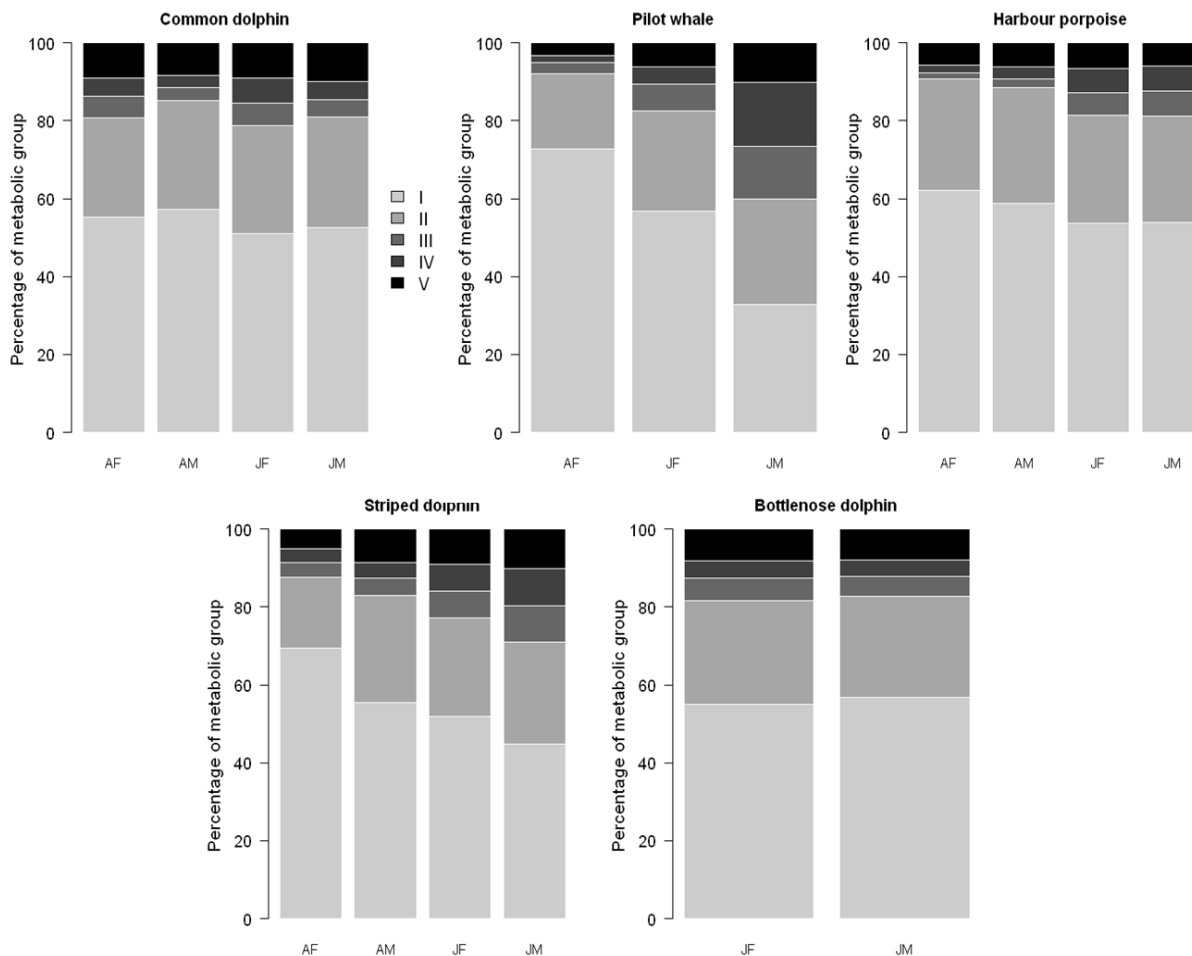 Common dolphin
Percentage of metabolic group
100
80
60
40
20
0
AF AM JF JM
I
II
III
IV
V
Pilot whale
Percentage of metabolic group
100
80
60
40
20
0
AF JF JM
Harbour porpoise
Percentage of metabolic group
100
80
60
40
20
0
AF AM JF JM
Striped dolphin
Percentage of metabolic group
100
80
60
40
20
0
AF AM JF JM
Bottlenose dolphin
Percentage of metabolic group
100
80
60
40
20
0
JF JM